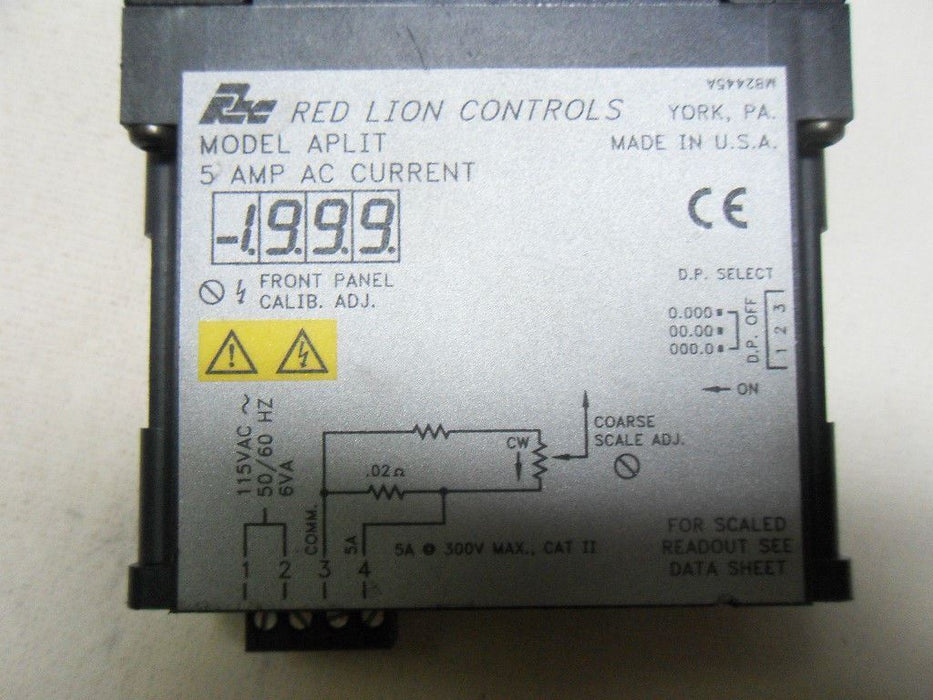 M82445A
RLC RED LION CONTROLS YORK, PA.
MODEL APLIT MADE IN U.S.A.
5 AMP AC CURRENT
-1.9.9.9. CE
FRONT PANEL
CALIB. ADJ.
D.P. SELECT
0.000
00.00
000.0
D.P. OFF
1 2 3
ON
115VAC ~
50/60 HZ
6VA
COARSE
SCALE ADJ.
CW
.02Ω
COMM.
5A
5A @ 300V MAX., CAT II
FOR SCALED
READOUT SEE
DATA SHEET
1 2 3 4